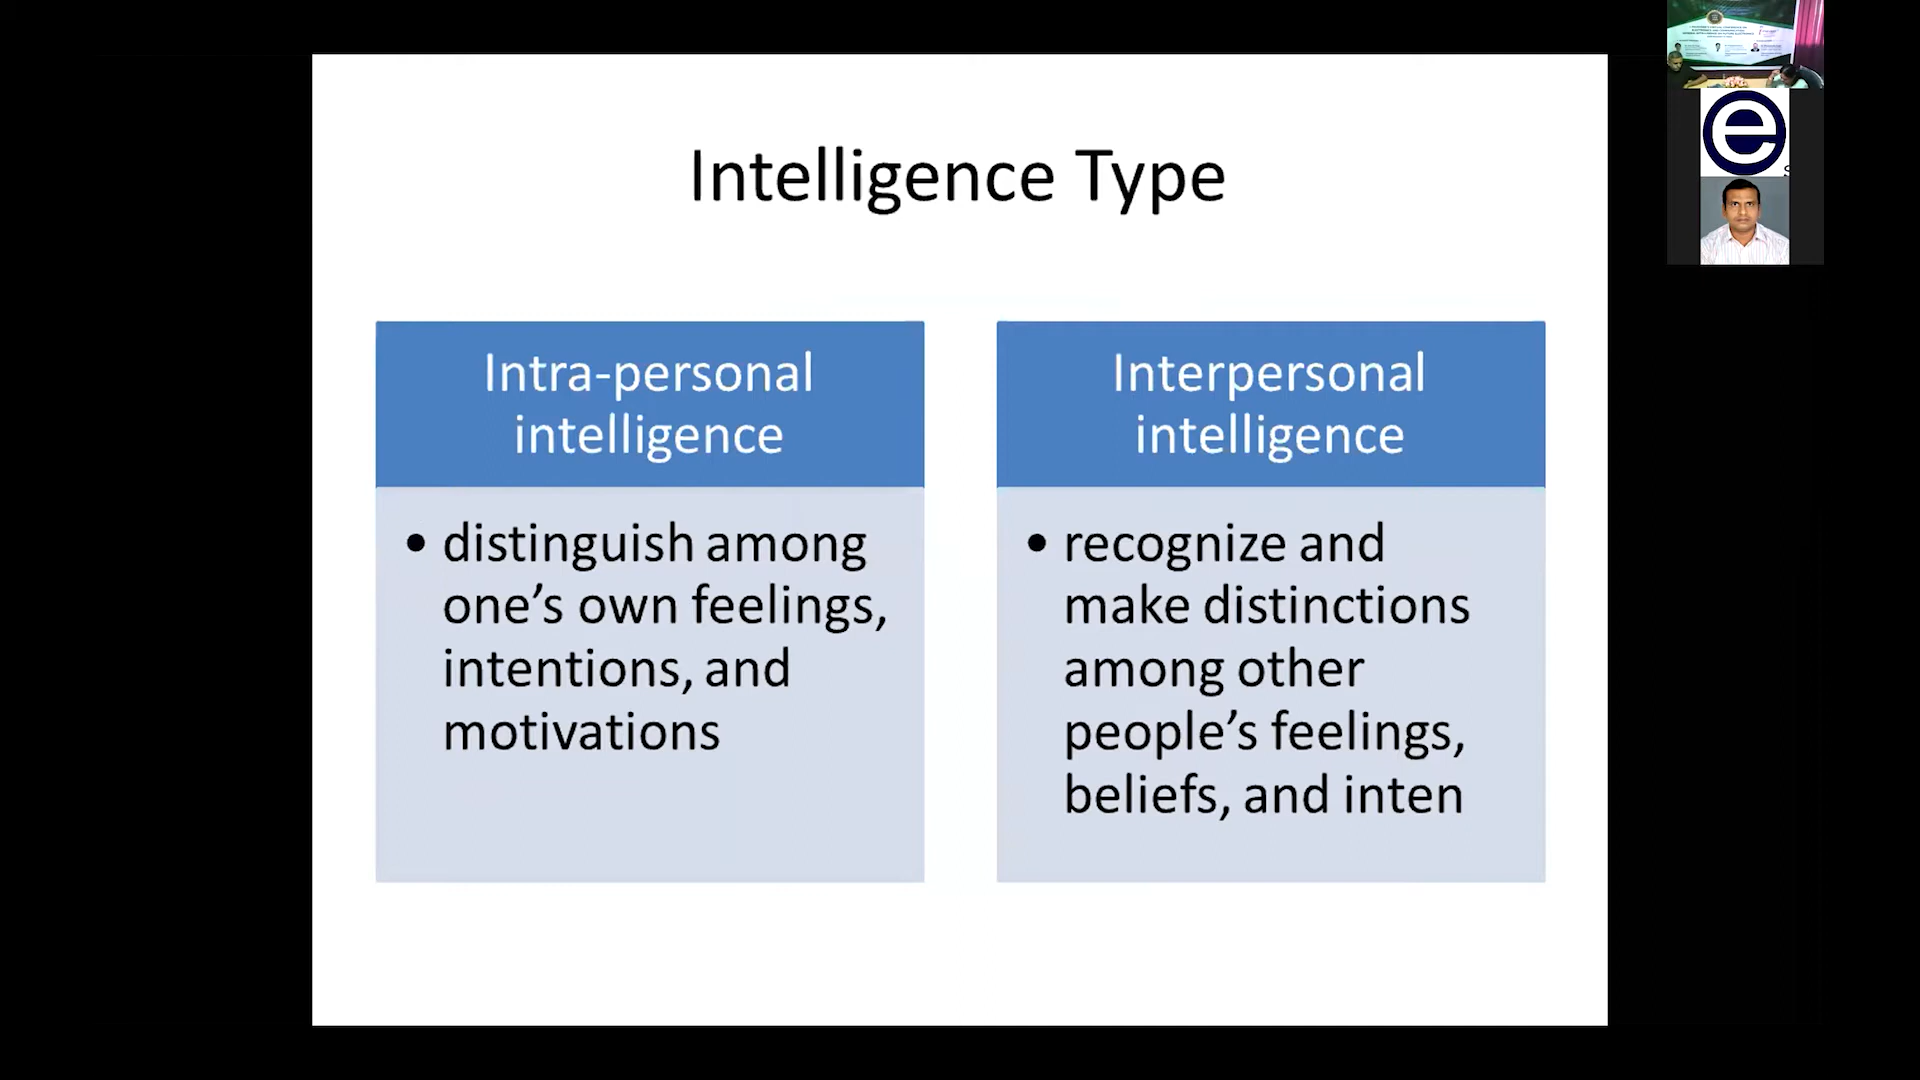 Intelligence Type
Intra-personal
intelligence
• distinguish among
one’s own feelings,
intentions, and
motivations
Interpersonal
intelligence
• recognize and
make distinctions
among other
people’s feelings,
beliefs, and inten
e